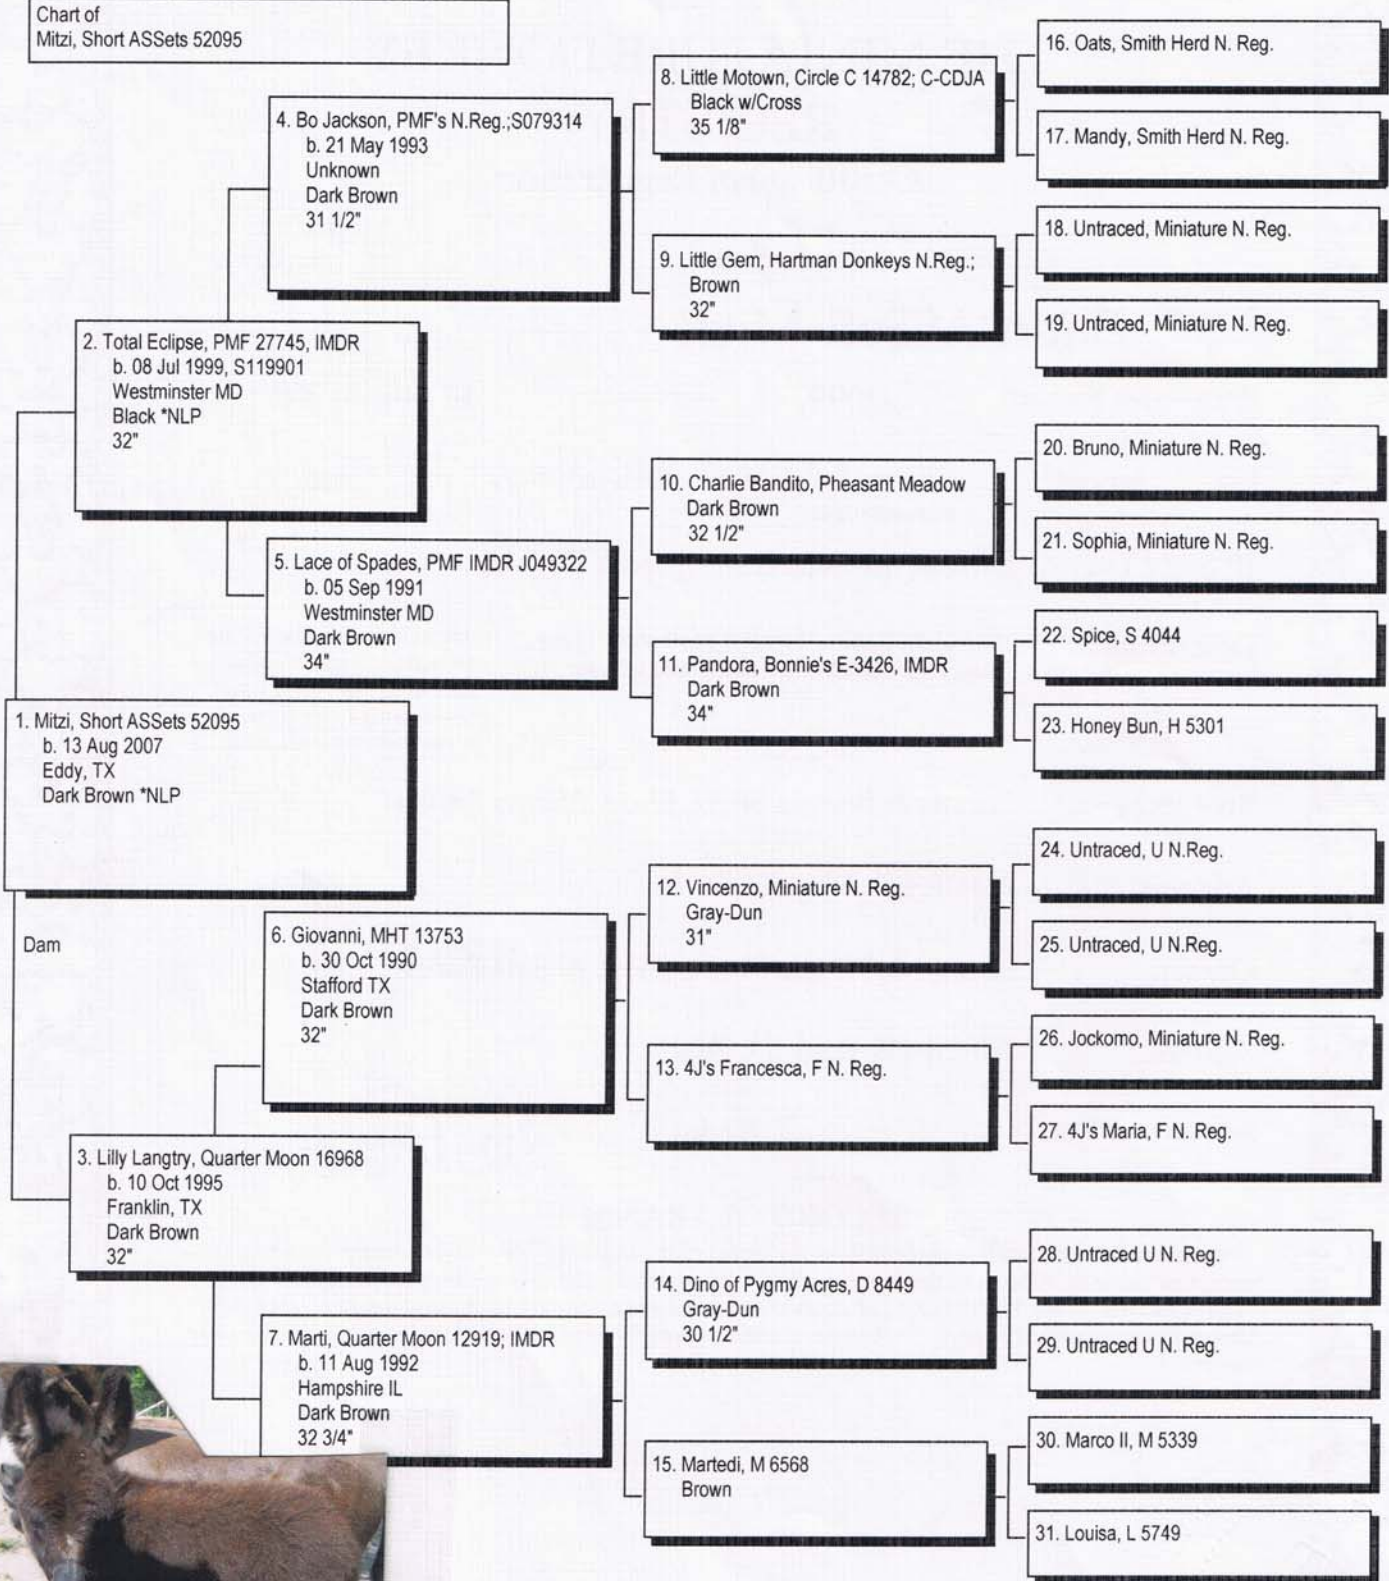 Chart of
Mitzi, Short ASSets 52095
1. Mitzi, Short ASSets 52095
b. 13 Aug 2007
Eddy, TX
Dark Brown *NLP
Dam
2. Total Eclipse, PMF 27745, IMDR
b. 08 Jul 1999, S119901
Westminster MD
Black *NLP
32"
3. Lilly Langtry, Quarter Moon 16968
b. 10 Oct 1995
Franklin, TX
Dark Brown
32"
4. Bo Jackson, PMF's N.Reg.;S079314
b. 21 May 1993
Unknown
Dark Brown
31 1/2"
5. Lace of Spades, PMF IMDR J049322
b. 05 Sep 1991
Westminster MD
Dark Brown
34"
6. Giovanni, MHT 13753
b. 30 Oct 1990
Stafford TX
Dark Brown
32"
7. Marti, Quarter Moon 12919; IMDR
b. 11 Aug 1992
Hampshire IL
Dark Brown
32 3/4"
8. Little Motown, Circle C 14782; C-CDJA
Black w/Cross
35 1/8"
9. Little Gem, Hartman Donkeys N.Reg.;
Brown
32"
10. Charlie Bandito, Pheasant Meadow
Dark Brown
32 1/2"
11. Pandora, Bonnie's E-3426, IMDR
Dark Brown
34"
12. Vincenzo, Miniature N. Reg.
Gray-Dun
31"
13. 4J's Francesca, F N. Reg.
14. Dino of Pygmy Acres, D 8449
Gray-Dun
30 1/2"
15. Martedi, M 6568
Brown
16. Oats, Smith Herd N. Reg.
17. Mandy, Smith Herd N. Reg.
18. Untraced, Miniature N. Reg.
19. Untraced, Miniature N. Reg.
20. Bruno, Miniature N. Reg.
21. Sophia, Miniature N. Reg.
22. Spice, S 4044
23. Honey Bun, H 5301
24. Untraced, U N.Reg.
25. Untraced, U N.Reg.
26. Jockomo, Miniature N. Reg.
27. 4J's Maria, F N. Reg.
28. Untraced U N. Reg.
29. Untraced U N. Reg.
30. Marco II, M 5339
31. Louisa, L 5749